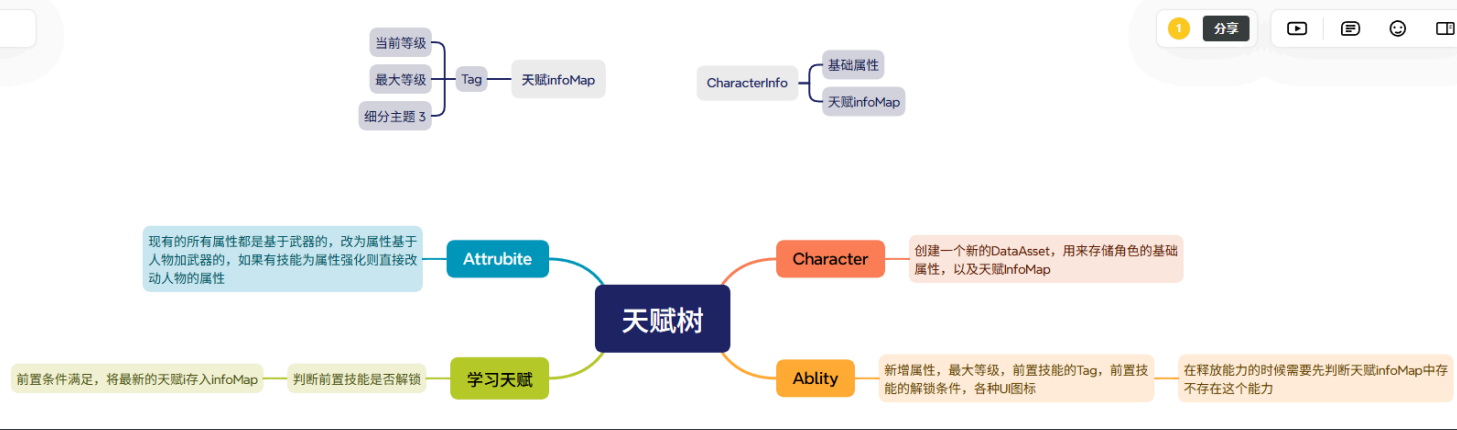 1
分享
当前等级
最大等级
细分主题 3
Tag
天赋infoMap
CharacterInfo
基础属性
天赋infoMap
现有的所有属性都是基于武器的，改为属性基于
人物加武器的，如果有技能为属性强化则直接改
动人物的属性
Attrubite
Character
创建一个新的DataAsset，用来存储角色的基础
属性，以及天赋InfoMap
天赋树
前置条件满足，将最新的天赋i存入infoMap
判断前置技能是否解锁
学习天赋
Ablity
新增属性，最大等级，前置技能的Tag，前置技
能的解锁条件，各种UI图标
在释放能力的时候需要先判断天赋infoMap中存
不存在这个能力